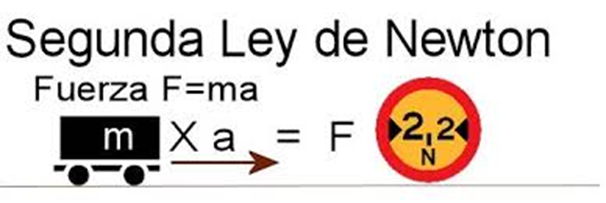 Segunda Ley de Newton
Fuerza F=ma
m X a = F 2,2
N